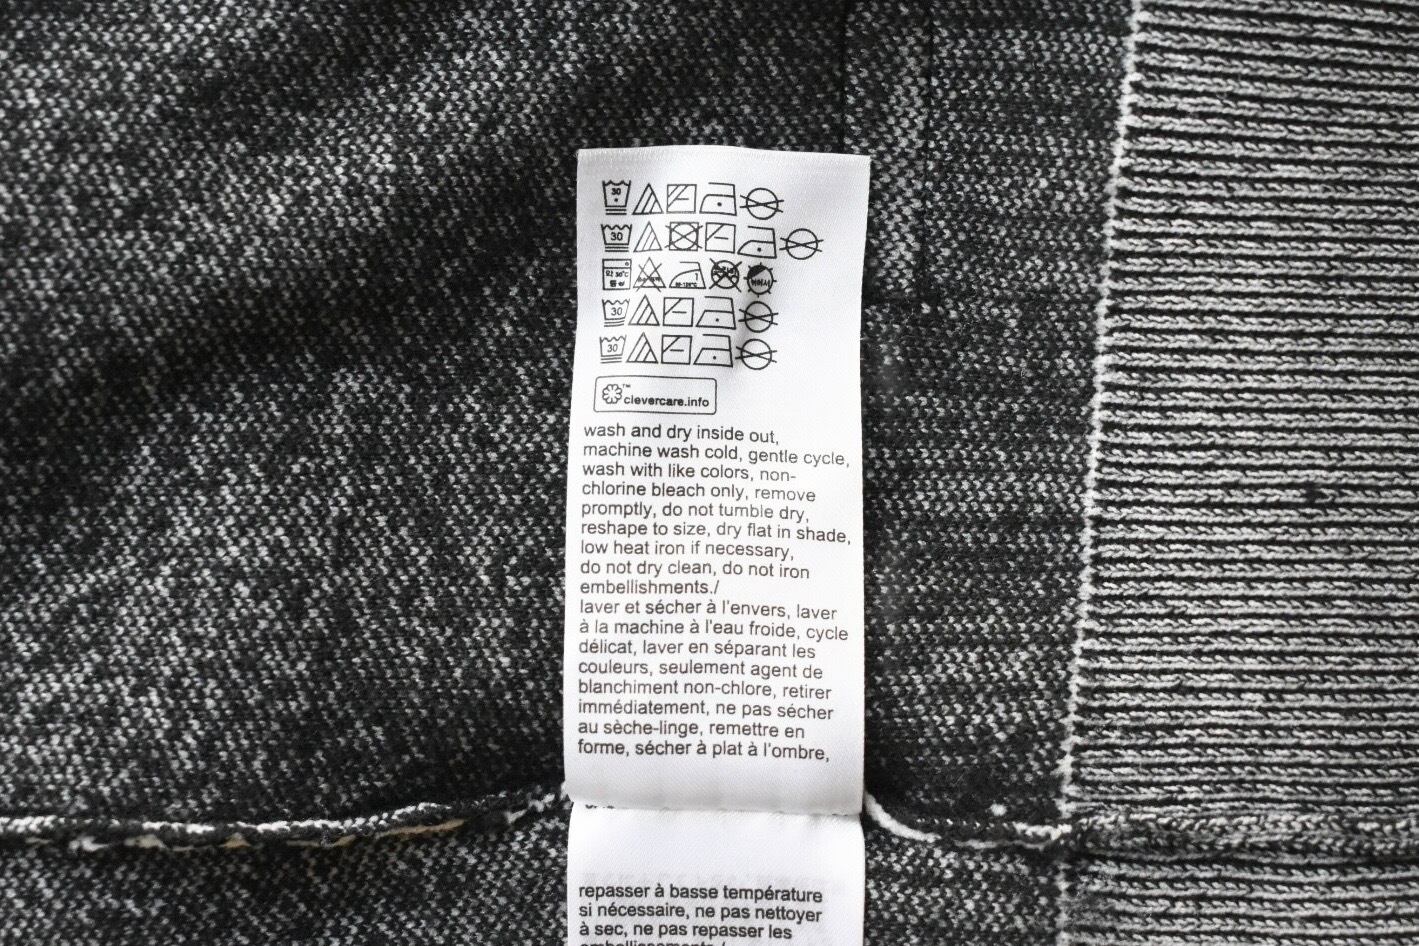 30
30
30
30
clevercare.info
wash and dry inside out,
machine wash cold, gentle cycle,
wash with like colors, non-
chlorine bleach only, remove
promptly, do not tumble dry,
reshape to size, dry flat in shade,
low heat iron if necessary,
do not dry clean, do not iron
embellishments./
laver et sécher à l'envers, laver
à la machine à l'eau froide, cycle
délicat, laver en séparant les
couleurs, seulement agent de
blanchiment non-chlore, retirer
immédiatement, ne pas sécher
au sèche-linge, remettre en
forme, sécher à plat à l'ombre,
repasser à basse température
si nécessaire, ne pas nettoyer
à sec, ne pas repasser les